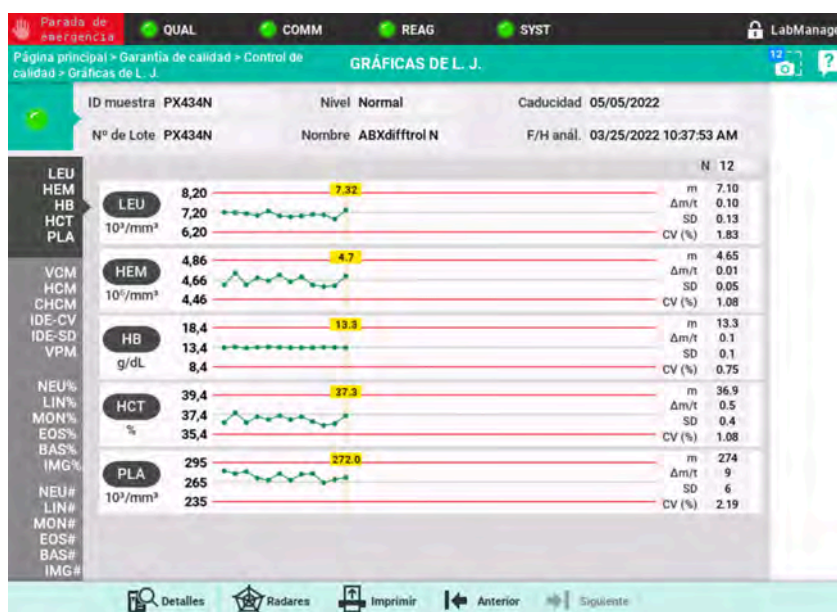 Parada de emergencia QUAL COMM REAG SYST LabManage
Página principal > Garantía de calidad > Control de
calidad > Gráficas de L. J.
GRÁFICAS DE L. J.
12
?
ID muestra PX434N Nivel Normal Caducidad 05/05/2022
Nº de Lote PX434N Nombre ABXdifftrol N F/H anál. 03/25/2022 10:37:53 AM
N 12
LEU
HEM
HB
HCT
PLA
VCM
HCM
CHCM
IDE-CV
IDE-SD
VPM
NEU%
LIN%
MON%
EOS%
BAS%
IMG%
NEU#
LIN#
MON#
EOS#
BAS#
IMG#
LEU
10³/mm³
8,20
7,20
6,20
7.32
m 7.10
Δm/t 0.10
SD 0.13
CV (%) 1.83
HEM
10⁶/mm³
4,86
4,66
4,46
4.7
m 4.65
Δm/t 0.01
SD 0.05
CV (%) 1.08
HB
g/dL
18,4
13,4
8,4
13.3
m 13.3
Δm/t 0.1
SD 0.1
CV (%) 0.75
HCT
%
39,4
37,4
35,4
37.3
m 36.9
Δm/t 0.5
SD 0.4
CV (%) 1.08
PLA
10³/mm³
295
265
235
272.0
m 274
Δm/t 9
SD 6
CV (%) 2.19
Detalles Radares Imprimir Anterior Siguiente